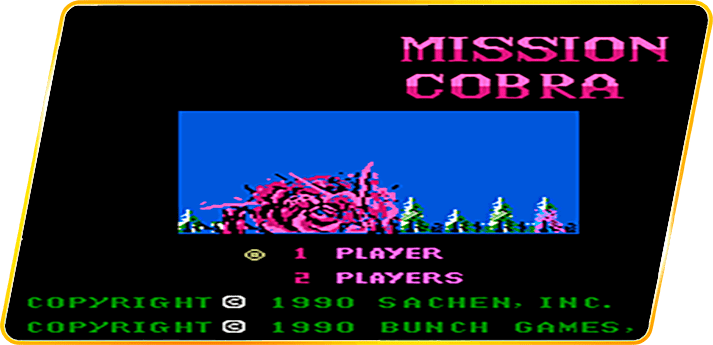 MISSION
COBRA
1 PLAYER
2 PLAYERS
COPYRIGHT © 1990 SACHEN, INC.
COPYRIGHT © 1990 BUNCH GAMES,